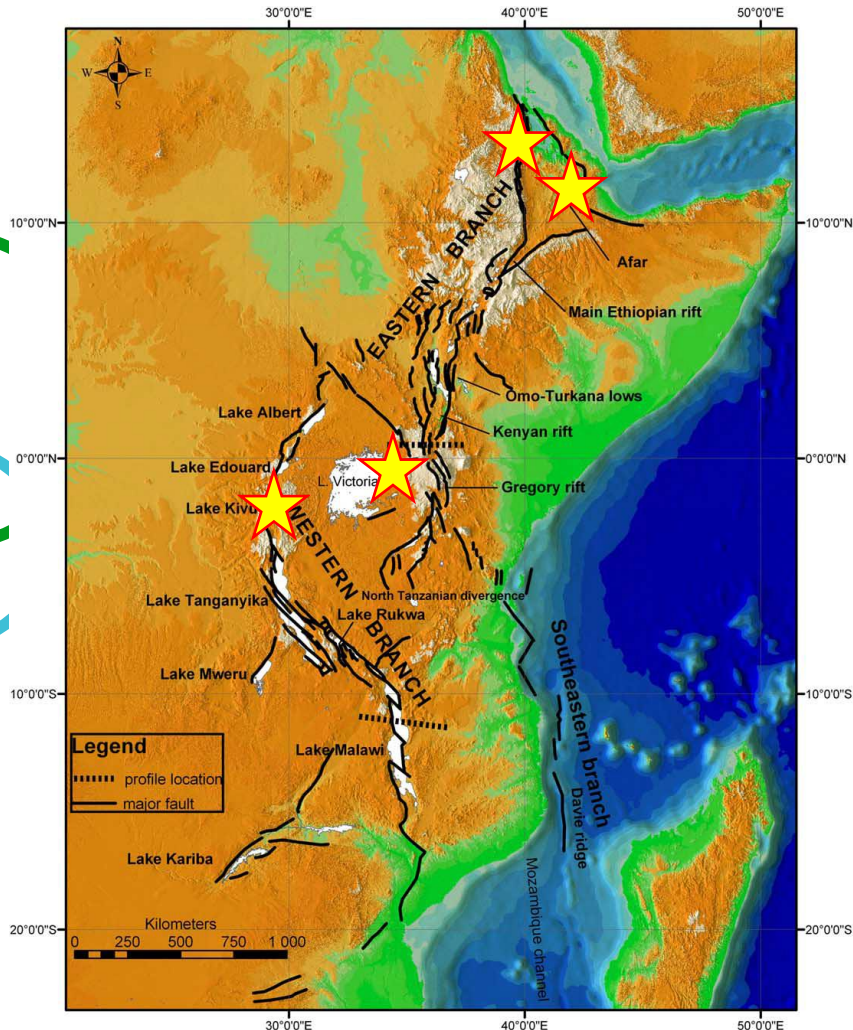 30°0'0"E 40°0'0"E 50°0'0"E
N
W E
S
EASTERN BRANCH
10°0'0"N 10°0'0"N
Afar
Main Ethiopian rift
Omo-Turkana lows
Lake Albert
Kenyan rift
0°0'0"N 0°0'0"N
Lake Edouard
L. Victoria
Gregory rift
Lake Kivu
WESTERN BRANCH
North Tanzanian divergence
Lake Tanganyika
Lake Rukwa
Southeastern branch
Lake Mweru
10°0'0"S 10°0'0"S
Legend
profile location
major fault
Lake Malawi
Davie ridge
Lake Kariba
Mozambique channel
Kilometers
0 250 500 750 1 000
20°0'0"S 20°0'0"S
30°0'0"E 40°0'0"E 50°0'0"E